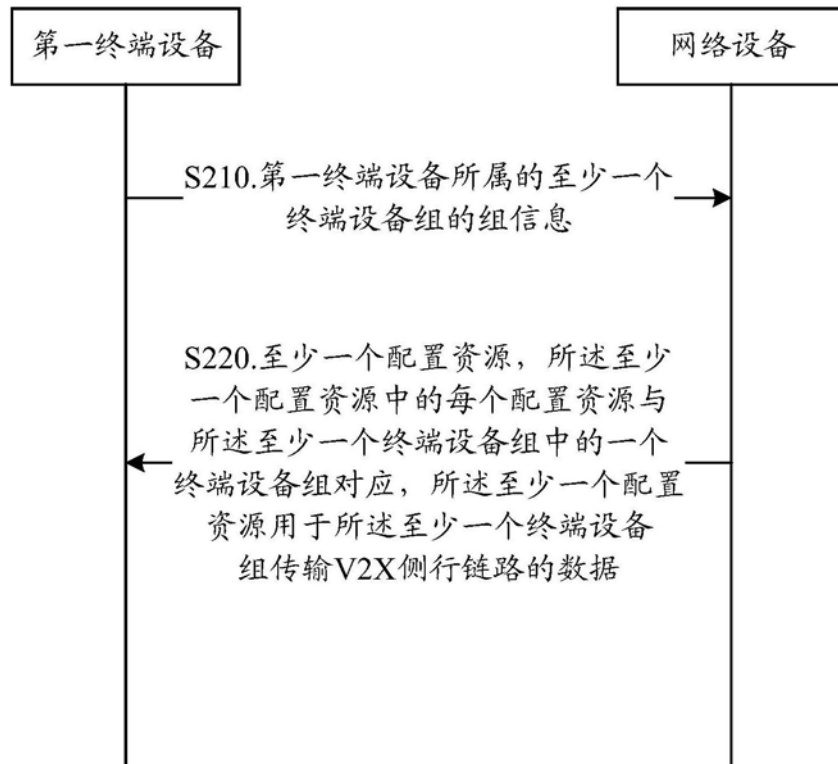 第一终端设备
网络设备
S210.第一终端设备所属的至少一个
终端设备组的组信息
S220.至少一个配置资源，所述至少
一个配置资源中的每个配置资源与
所述至少一个终端设备组中的一个
终端设备组对应，所述至少一个配置
资源用于所述至少一个终端设备
组传输V2X侧行链路的数据